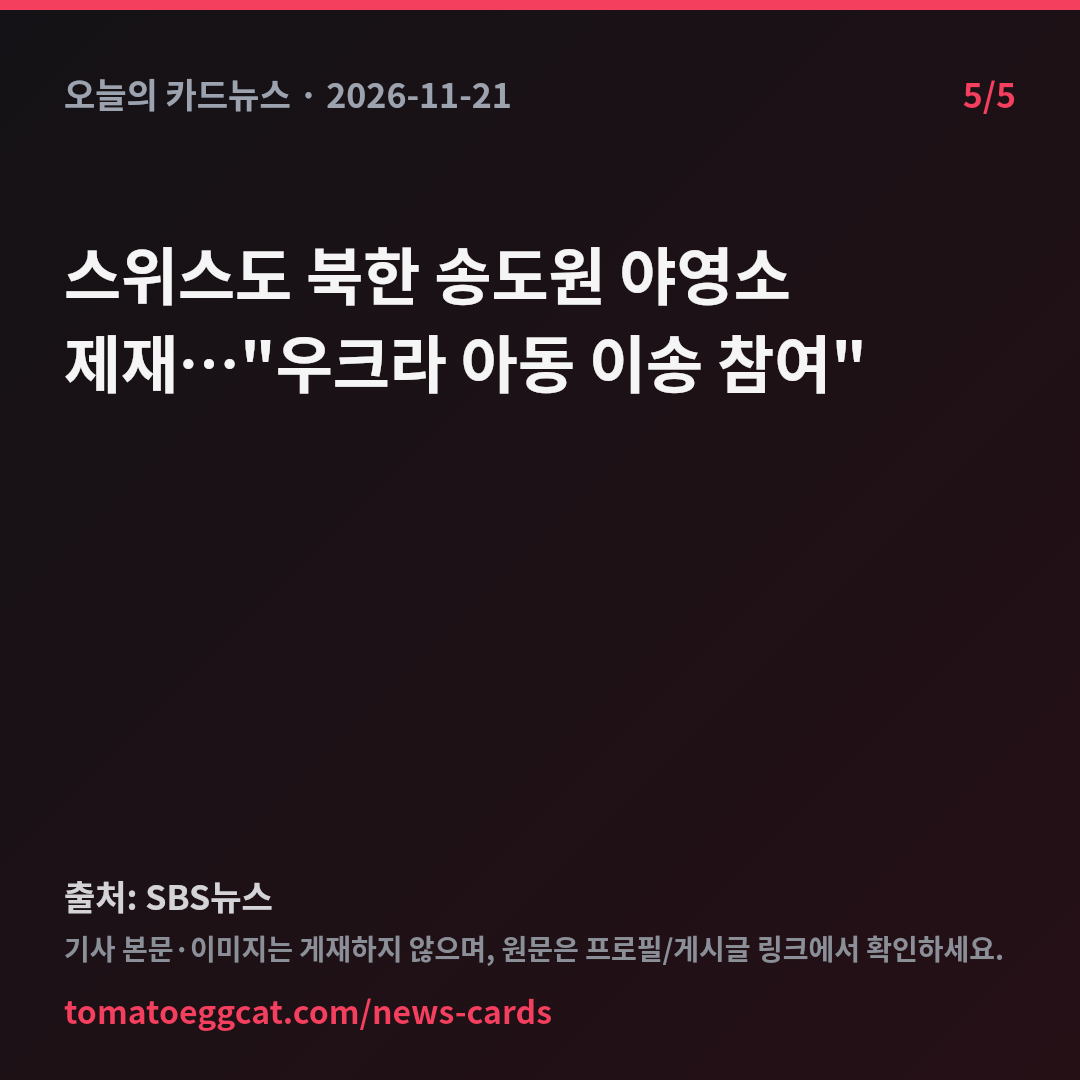 오늘의 카드뉴스 · 2026-11-21
5/5
스위스도 북한 송도원 야영소
제재…"우크라 아동 이송 참여"
출처: SBS뉴스
기사 본문·이미지는 게재하지 않으며, 원문은 프로필/게시글 링크에서 확인하세요.
tomatoeggcat.com/news-cards